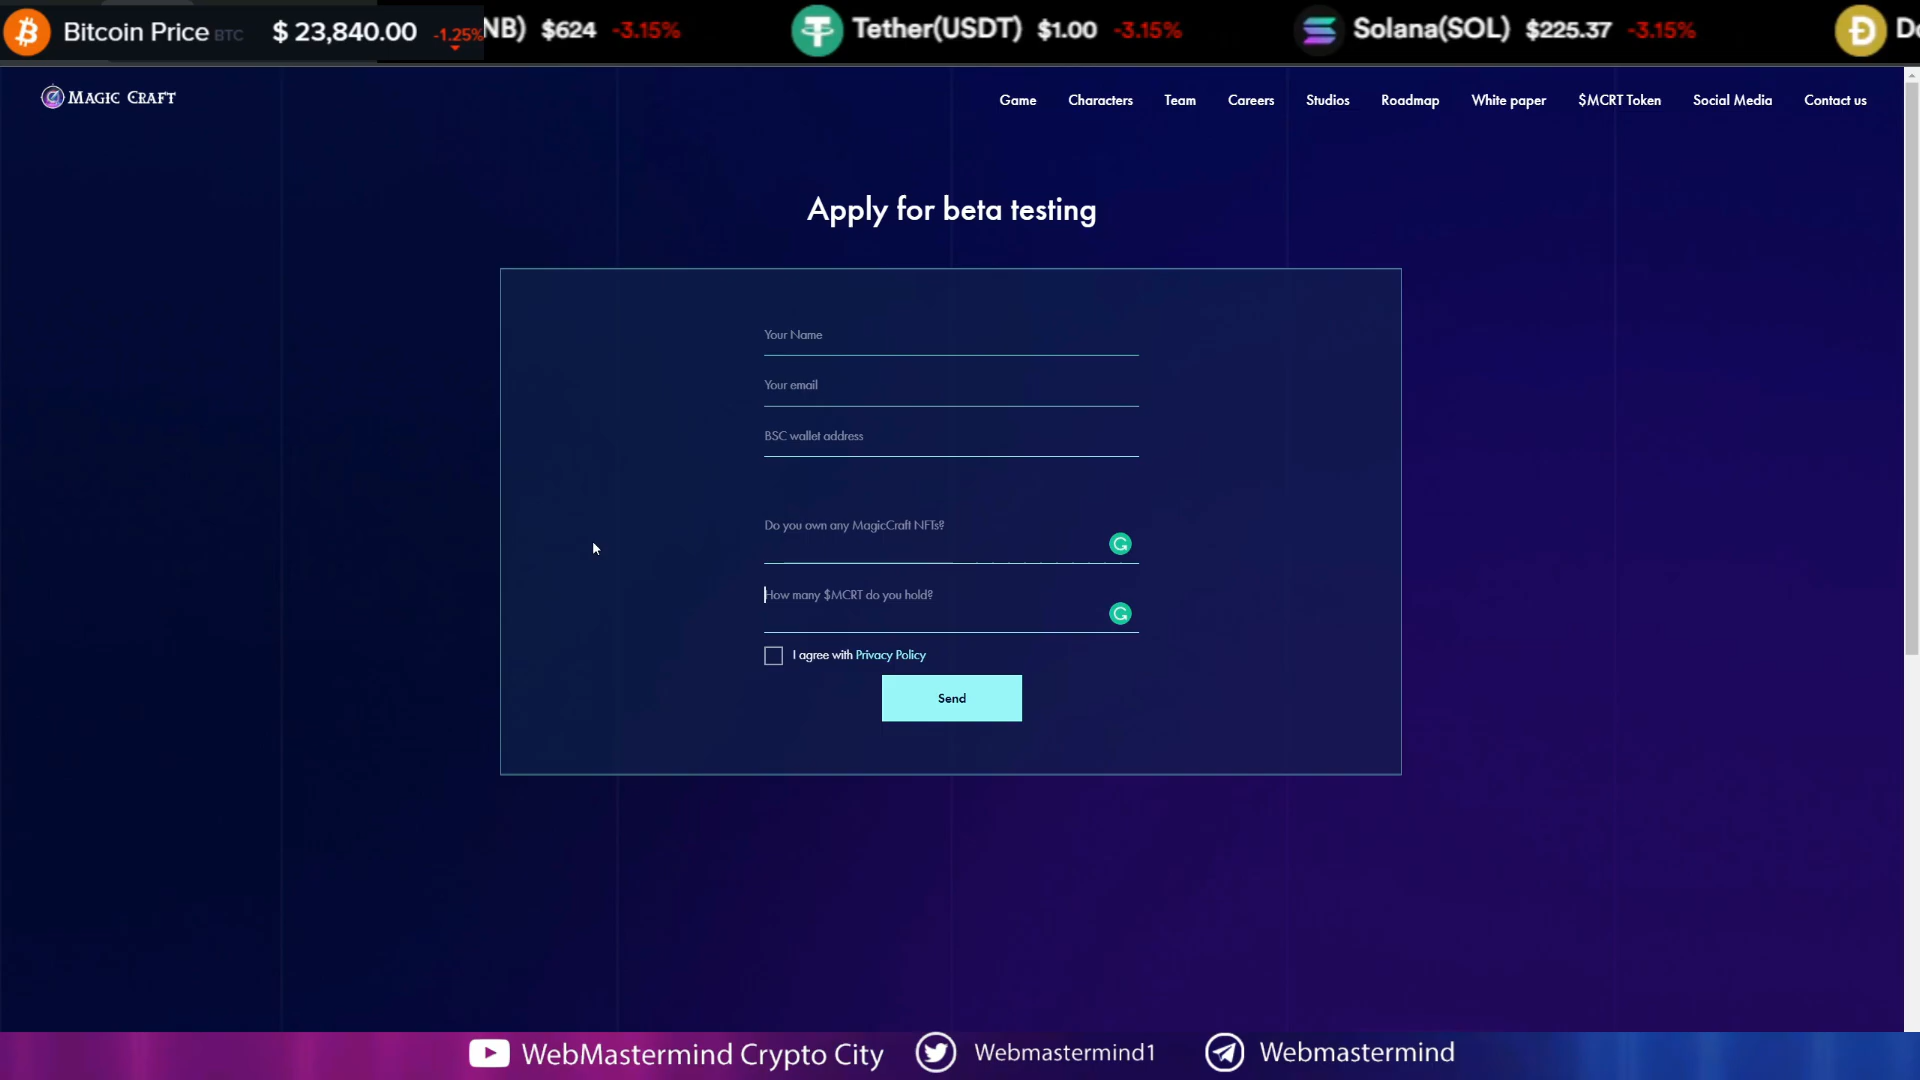 Bitcoin Price BTC $ 23,840.00 -1.25% NB) $624 -3.15% Tether(USDT) $1.00 -3.15% Solana(SOL) $225.37 -3.15% Do
MAGIC CRAFT Game Characters Team Careers Studios Roadmap White paper $MCRT Token Social Media Contact us
Apply for beta testing
Your Name
Your email
BSC wallet address
Do you own any MagicCraft NFTs?
How many $MCRT do you hold?
I agree with Privacy Policy
Send
WebMastermind Crypto City Webmastermind1 Webmastermind